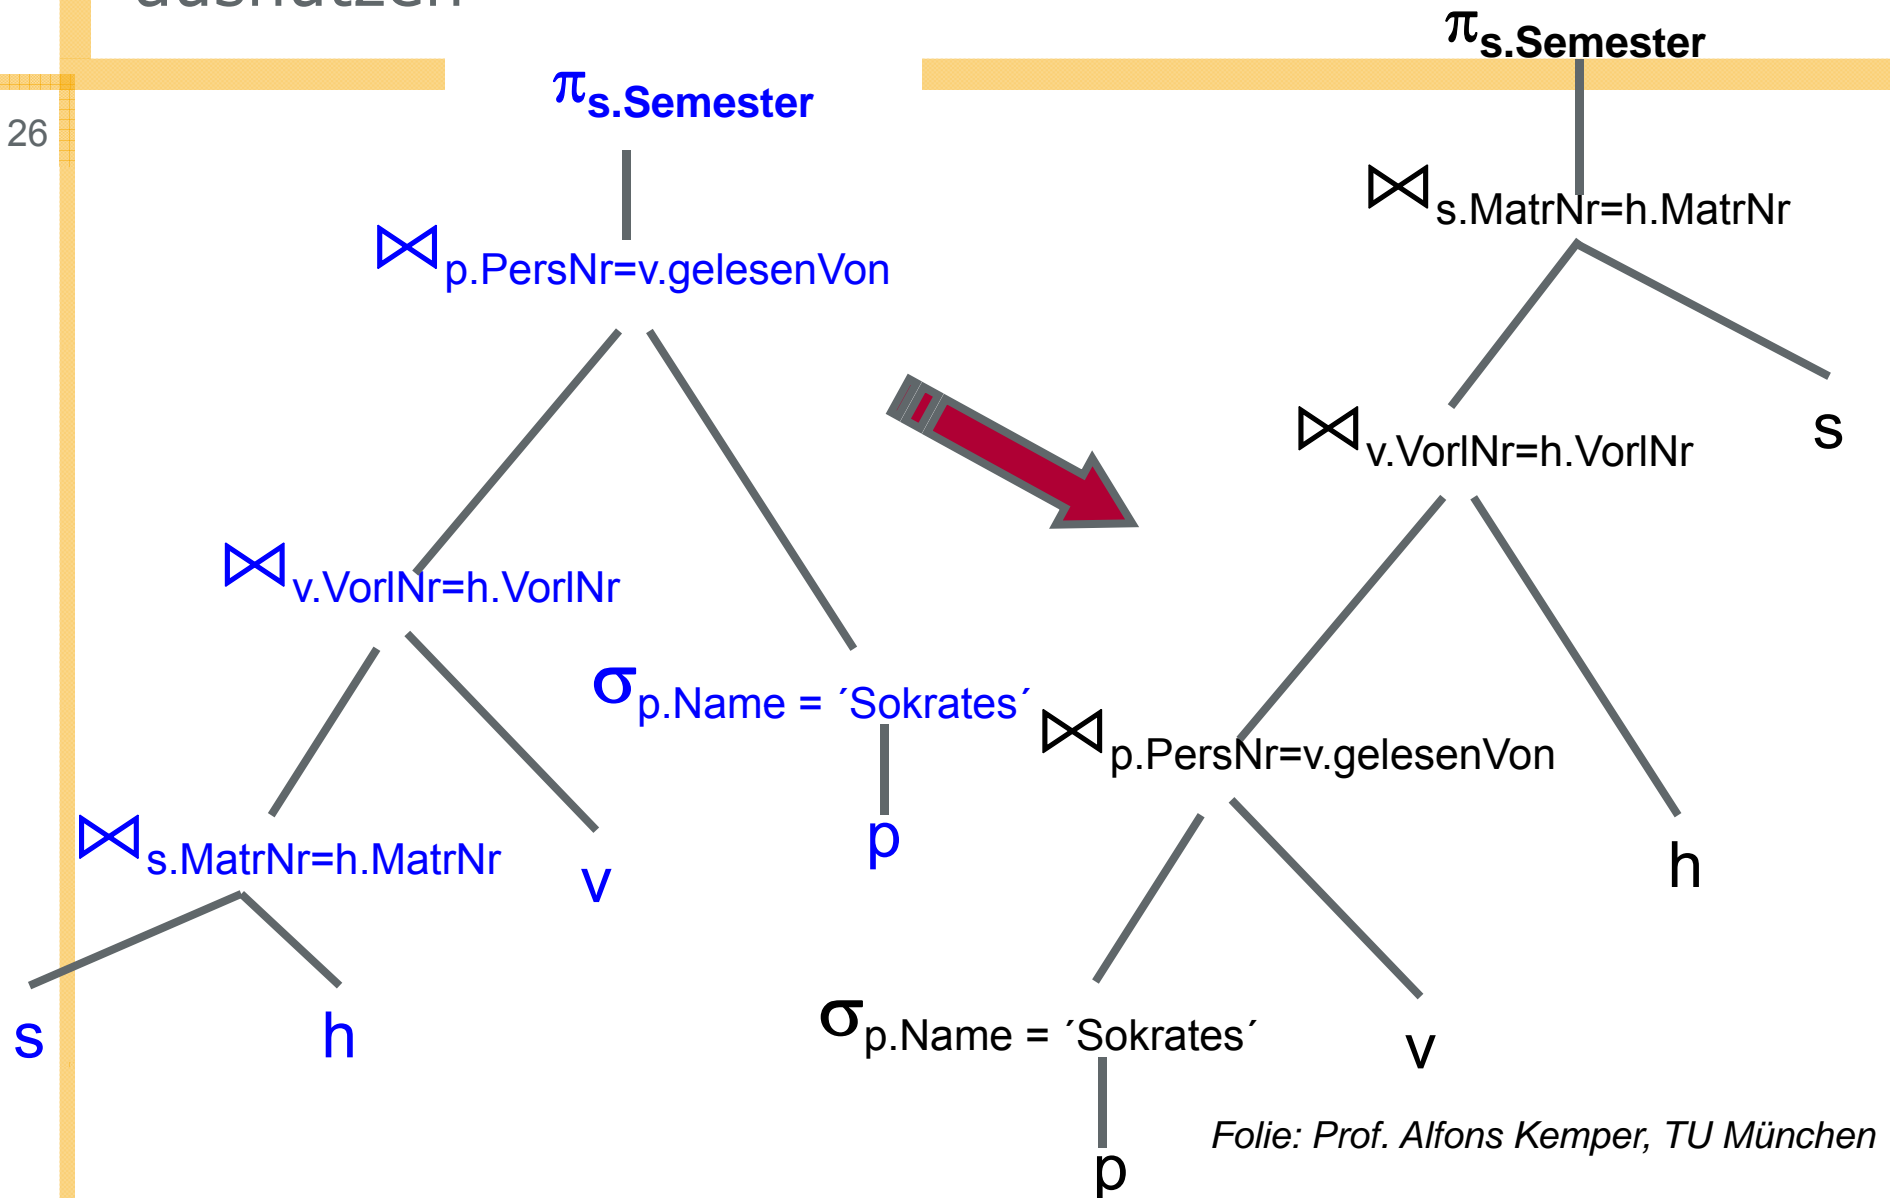 ausnutzen
26
πs.Semester
⋈p.PersNr=v.gelesenVon
⋈v.VorlNr=h.VorlNr
σp.Name = ´Sokrates´
p
⋈s.MatrNr=h.MatrNr
v
s
h
πs.Semester
⋈s.MatrNr=h.MatrNr
s
⋈v.VorlNr=h.VorlNr
⋈p.PersNr=v.gelesenVon
h
σp.Name = ´Sokrates´
v
p
Folie: Prof. Alfons Kemper, TU München